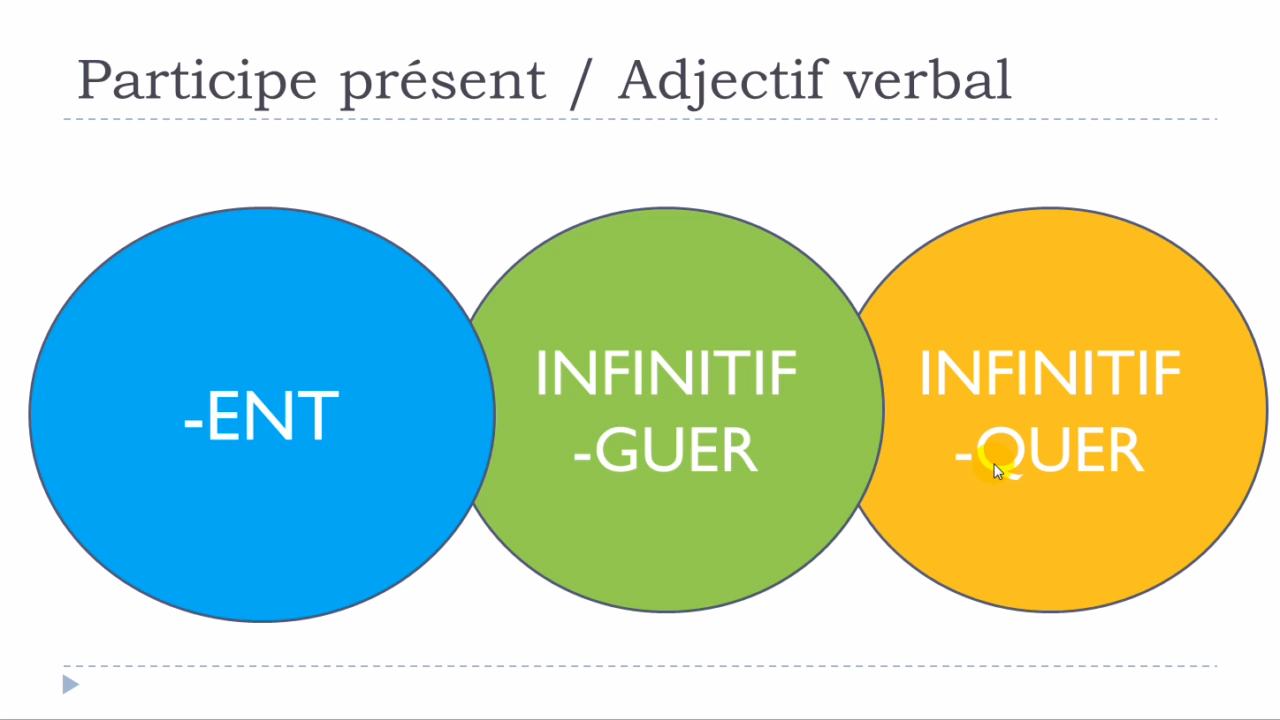 Participe présent / Adjectif verbal
-ENT
INFINITIF
-GUER
INFINITIF
-QUER